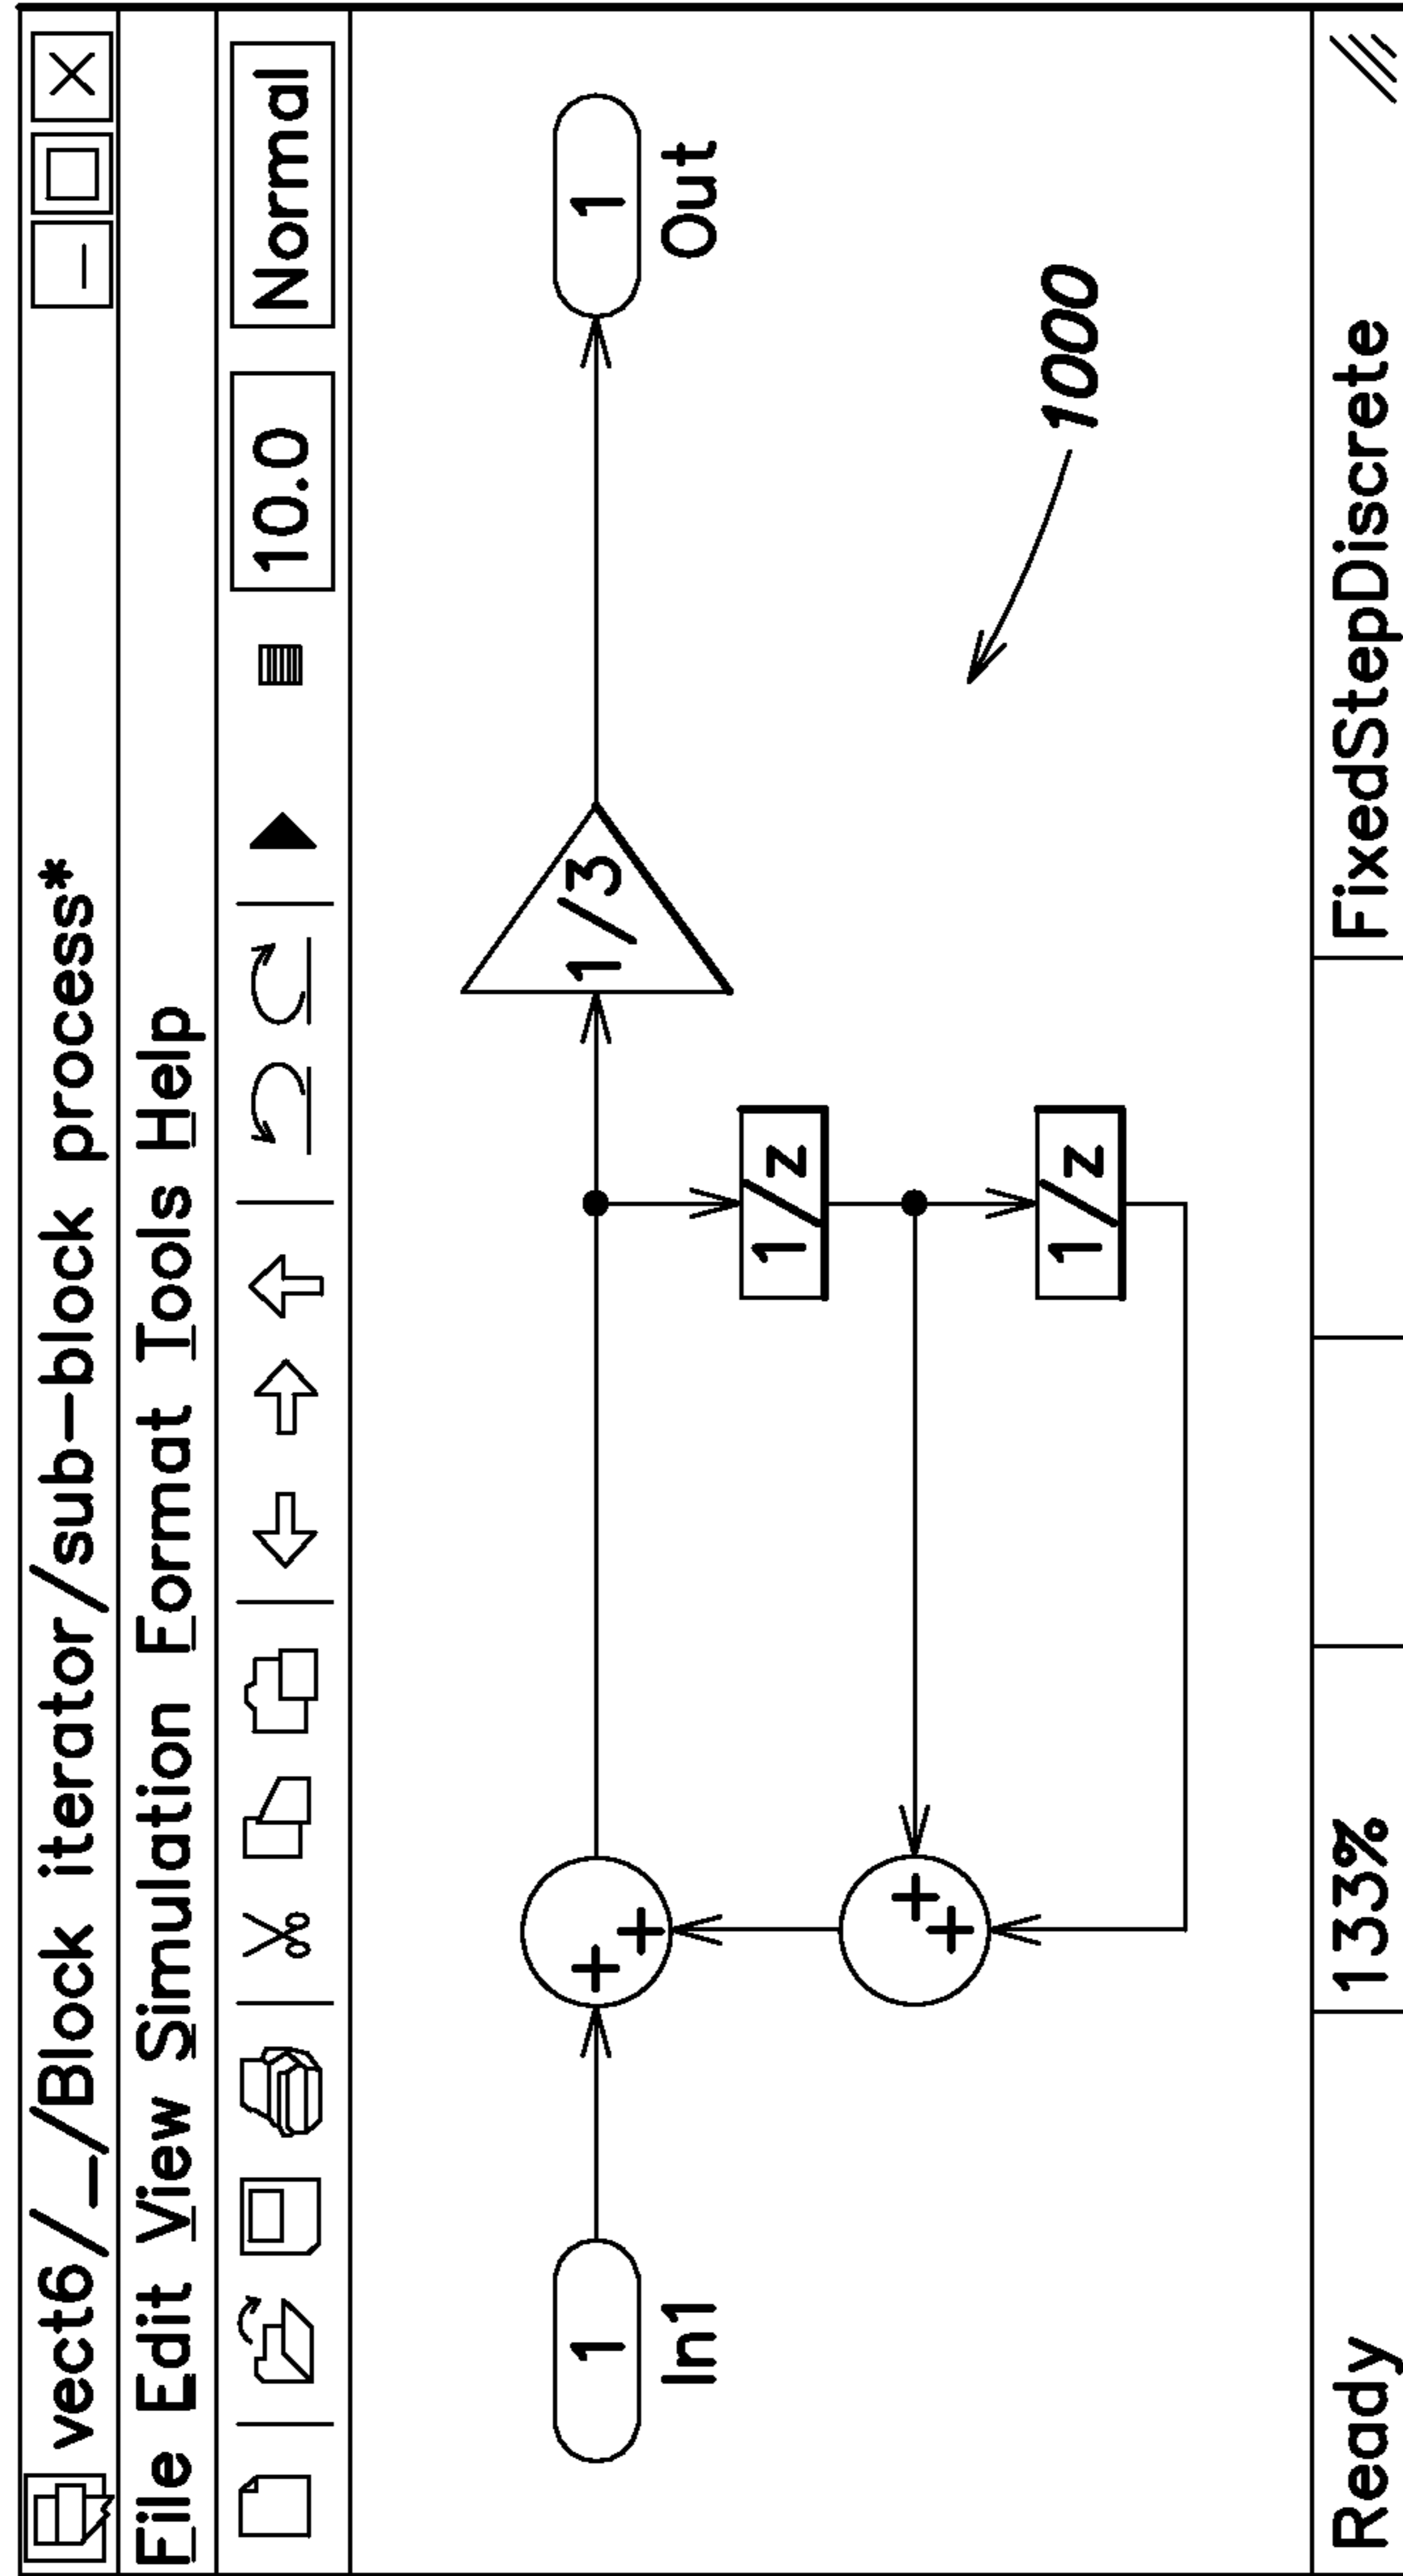 vect6/_/Block iterator/sub-block process*
File Edit View Simulation Format Tools Help
10.0 Normal
1 1/3 1
In1 Out
+ +
1/z
+ +
1/z
1000
Ready 133% FixedStepDiscrete